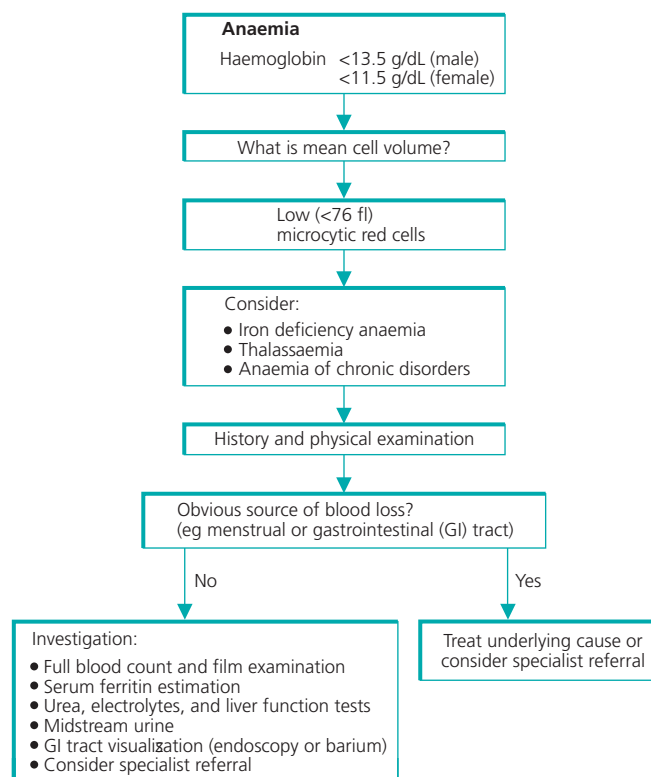 Anaemia
Haemoglobin <13.5 g/dL (male)
<11.5 g/dL (female)
What is mean cell volume?
Low (<76 fl)
microcytic red cells
Consider:
• Iron deficiency anaemia
• Thalassaemia
• Anaemia of chronic disorders
History and physical examination
Obvious source of blood loss?
(eg menstrual or gastrointestinal (GI) tract)
No
Yes
Investigation:
• Full blood count and film examination
• Serum ferritin estimation
• Urea, electrolytes, and liver function tests
• Midstream urine
• GI tract visualization (endoscopy or barium)
• Consider specialist referral
Treat underlying cause or
consider specialist referral